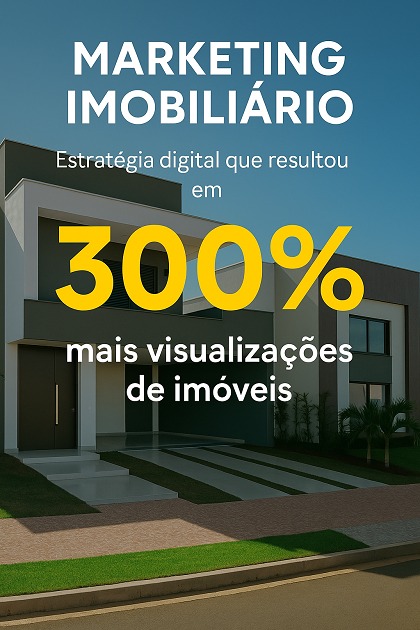 MARKETING
IMOBILIÁRIO
Estratégia digital que resultou
em
300%
mais visualizações
de imóveis